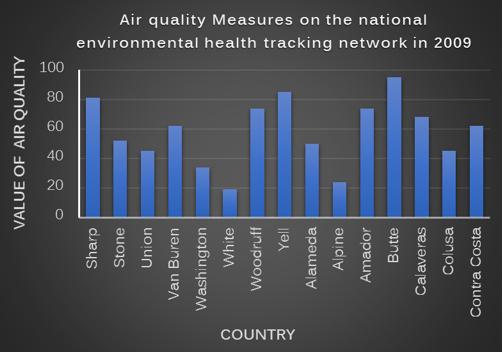 Air quality Measures on the national
environmental health tracking network in 2009
VALUE OF AIR QUALITY
100
80
60
40
20
0
Sharp
Stone
Union
Van Buren
Washington
White
Woodruff
Yell
Alameda
Alpine
Amador
Butte
Calaveras
Colusa
Contra Costa
COUNTRY